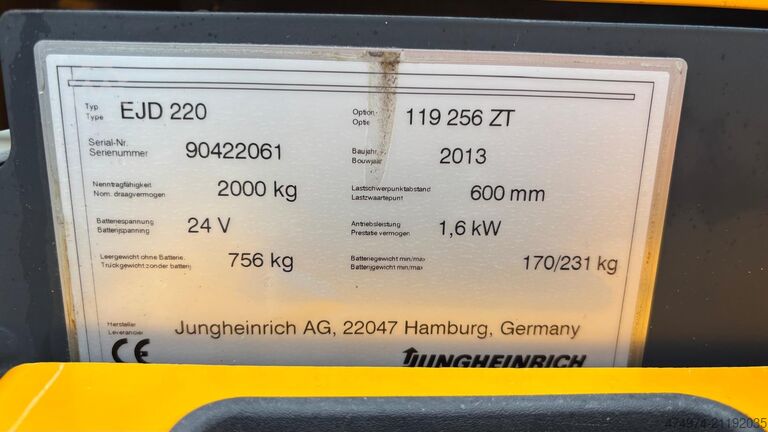 Typ Type EJD 220 Option Optie 119 256 ZT
Serial-Nr. Serienummer 90422061 Baujahr Bouwjaar 2013
Nenntragfähigkeit Nom. draagvermogen 2000 kg Lastschwerpunktabstand Lastzwaartepunt 600 mm
Batteriespannung Batterijspanning 24 V Antriebsleistung Prestatie vermogen 1,6 kW
Leergewicht ohne Batterie. Truckgewicht zonder batterij 756 kg Batteriegewicht min/max Batterijgewicht min/max 170/231 kg
Hersteller Leverancier Jungheinrich AG, 22047 Hamburg, Germany
CE JUNGHEINRICH
474974-21192035